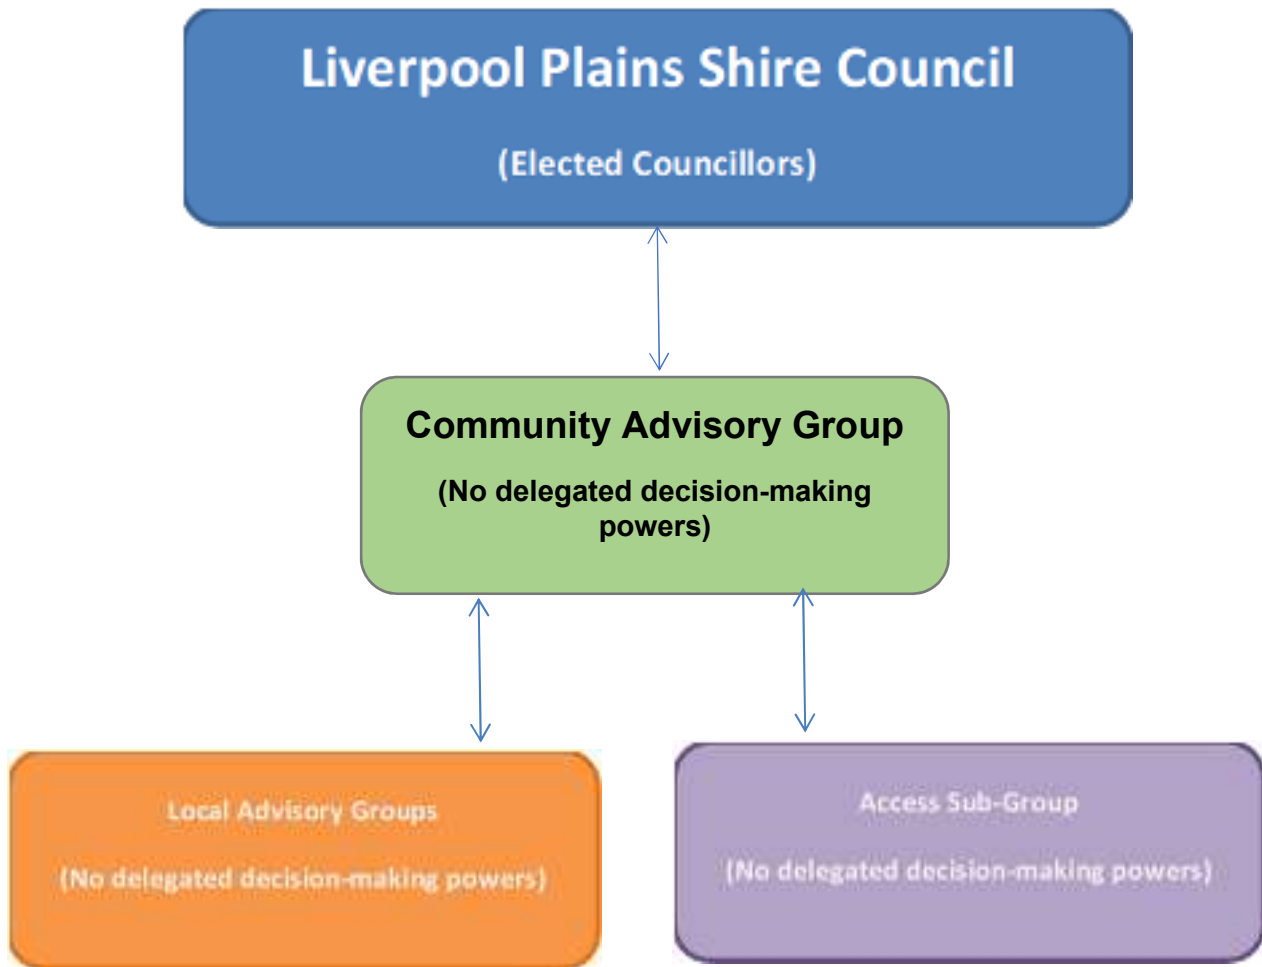 Liverpool Plains Shire Council
(Elected Councillors)
Community Advisory Group
(No delegated decision-making
powers)
Local Advisory Groups
(No delegated decision-making powers)
Access Sub-Group
(No delegated decision-making powers)